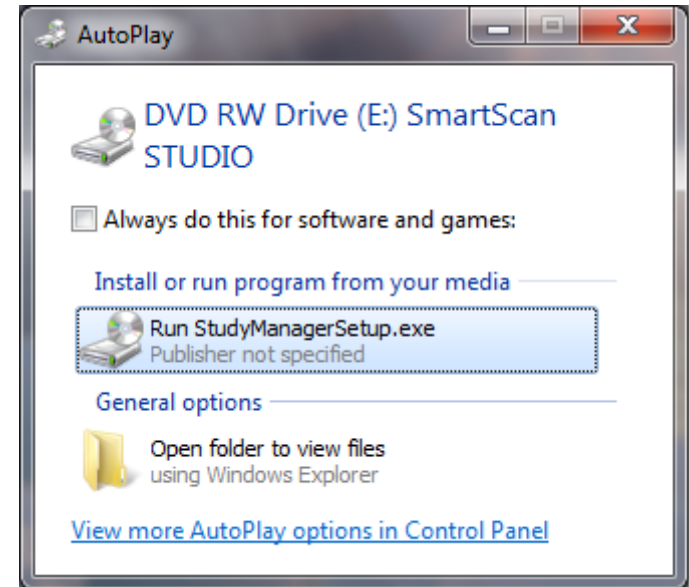 AutoPlay
DVD RW Drive (E:) SmartScan
STUDIO
Always do this for software and games:
Install or run program from your media
Run StudyManagerSetup.exe
Publisher not specified
General options
Open folder to view files
using Windows Explorer
View more AutoPlay options in Control Panel